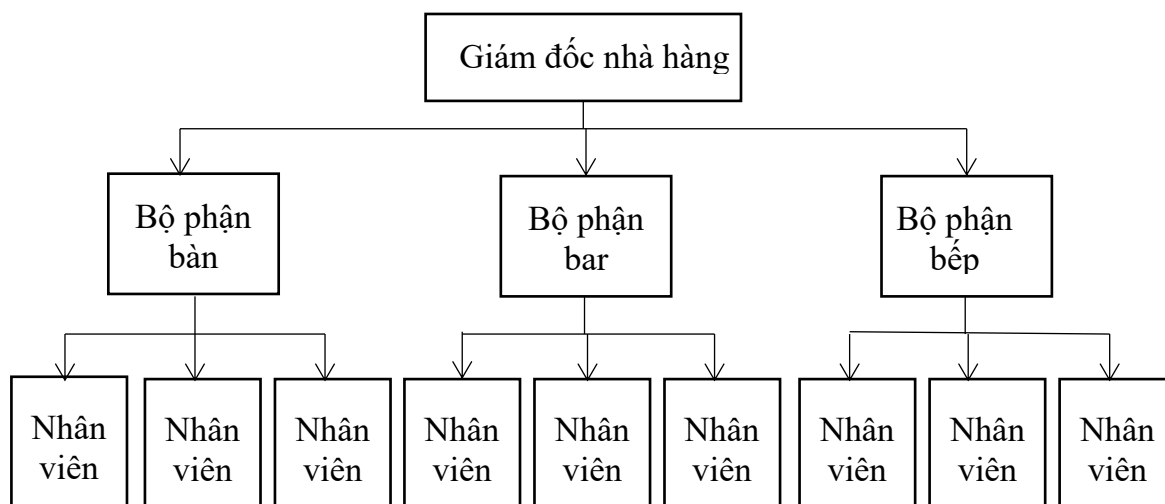 Giám đốc nhà hàng
Bộ phận
bàn
Bộ phận
bar
Bộ phận
bếp
Nhân
viên
Nhân
viên
Nhân
viên
Nhân
viên
Nhân
viên
Nhân
viên
Nhân
viên
Nhân
viên
Nhân
viên